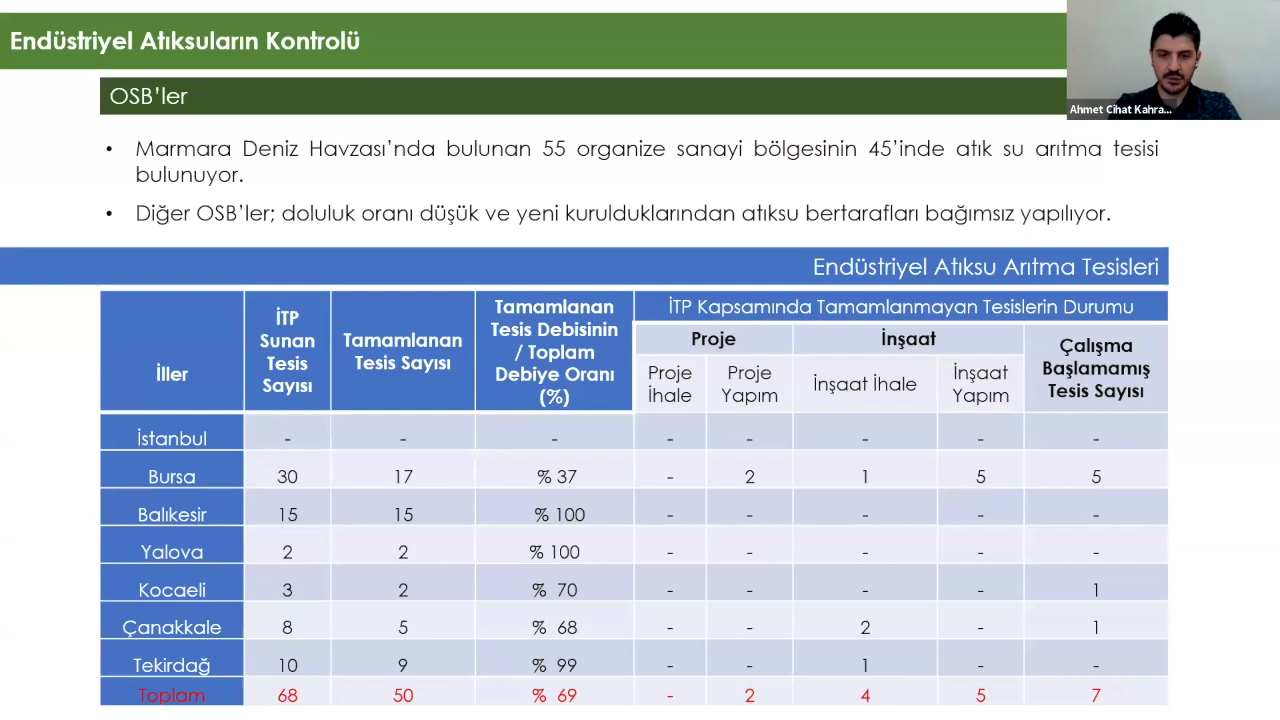 Endüstriyel Atıksuların Kontrolü
Ahmet Cihat Kahra...
OSB'ler
• Marmara Deniz Havzası'nda bulunan 55 organize sanayi bölgesinin 45'inde atık su arıtma tesisi
bulunuyor.
• Diğer OSB'ler; doluluk oranı düşük ve yeni kurulduklarından atıksu bertarafları bağımsız yapılıyor.
Endüstriyel Atıksu Arıtma Tesisleri
İller
İTP
Sunan
Tesis
Sayısı
Tamamlanan
Tesis Sayısı
Tamamlanan
Tesis Debisinin
/ Toplam
Debiye Oranı
(%)
İTP Kapsamında Tamamlanmayan Tesislerin Durumu
Proje
İnşaat
Çalışma
Başlamamış
Tesis Sayısı
Proje
İhale
Proje
Yapım
İnşaat İhale
İnşaat
Yapım
İstanbul - - - - - - - -
Bursa 30 17 % 37 - 2 1 5 5
Balıkesir 15 15 % 100 - - - - -
Yalova 2 2 % 100 - - - - -
Kocaeli 3 2 % 70 - - - - 1
Çanakkale 8 5 % 68 - - 2 - 1
Tekirdağ 10 9 % 99 - - 1 - -
Toplam 68 50 % 69 - 2 4 5 7